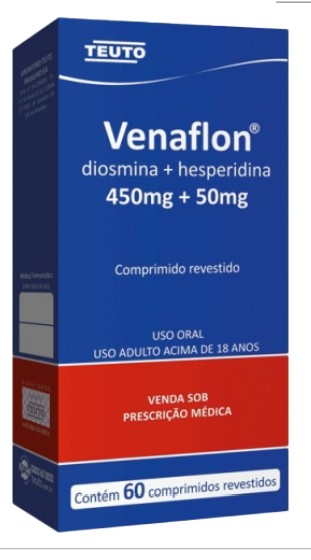 TEUTO
Venaflon®
diosmina + hesperidina
450mg + 50mg
Comprimido revestido
USO ORAL
USO ADULTO ACIMA DE 18 ANOS
VENDA SOB
PRESCRIÇÃO MÉDICA
Contém 60 comprimidos revestidos
TEUTO